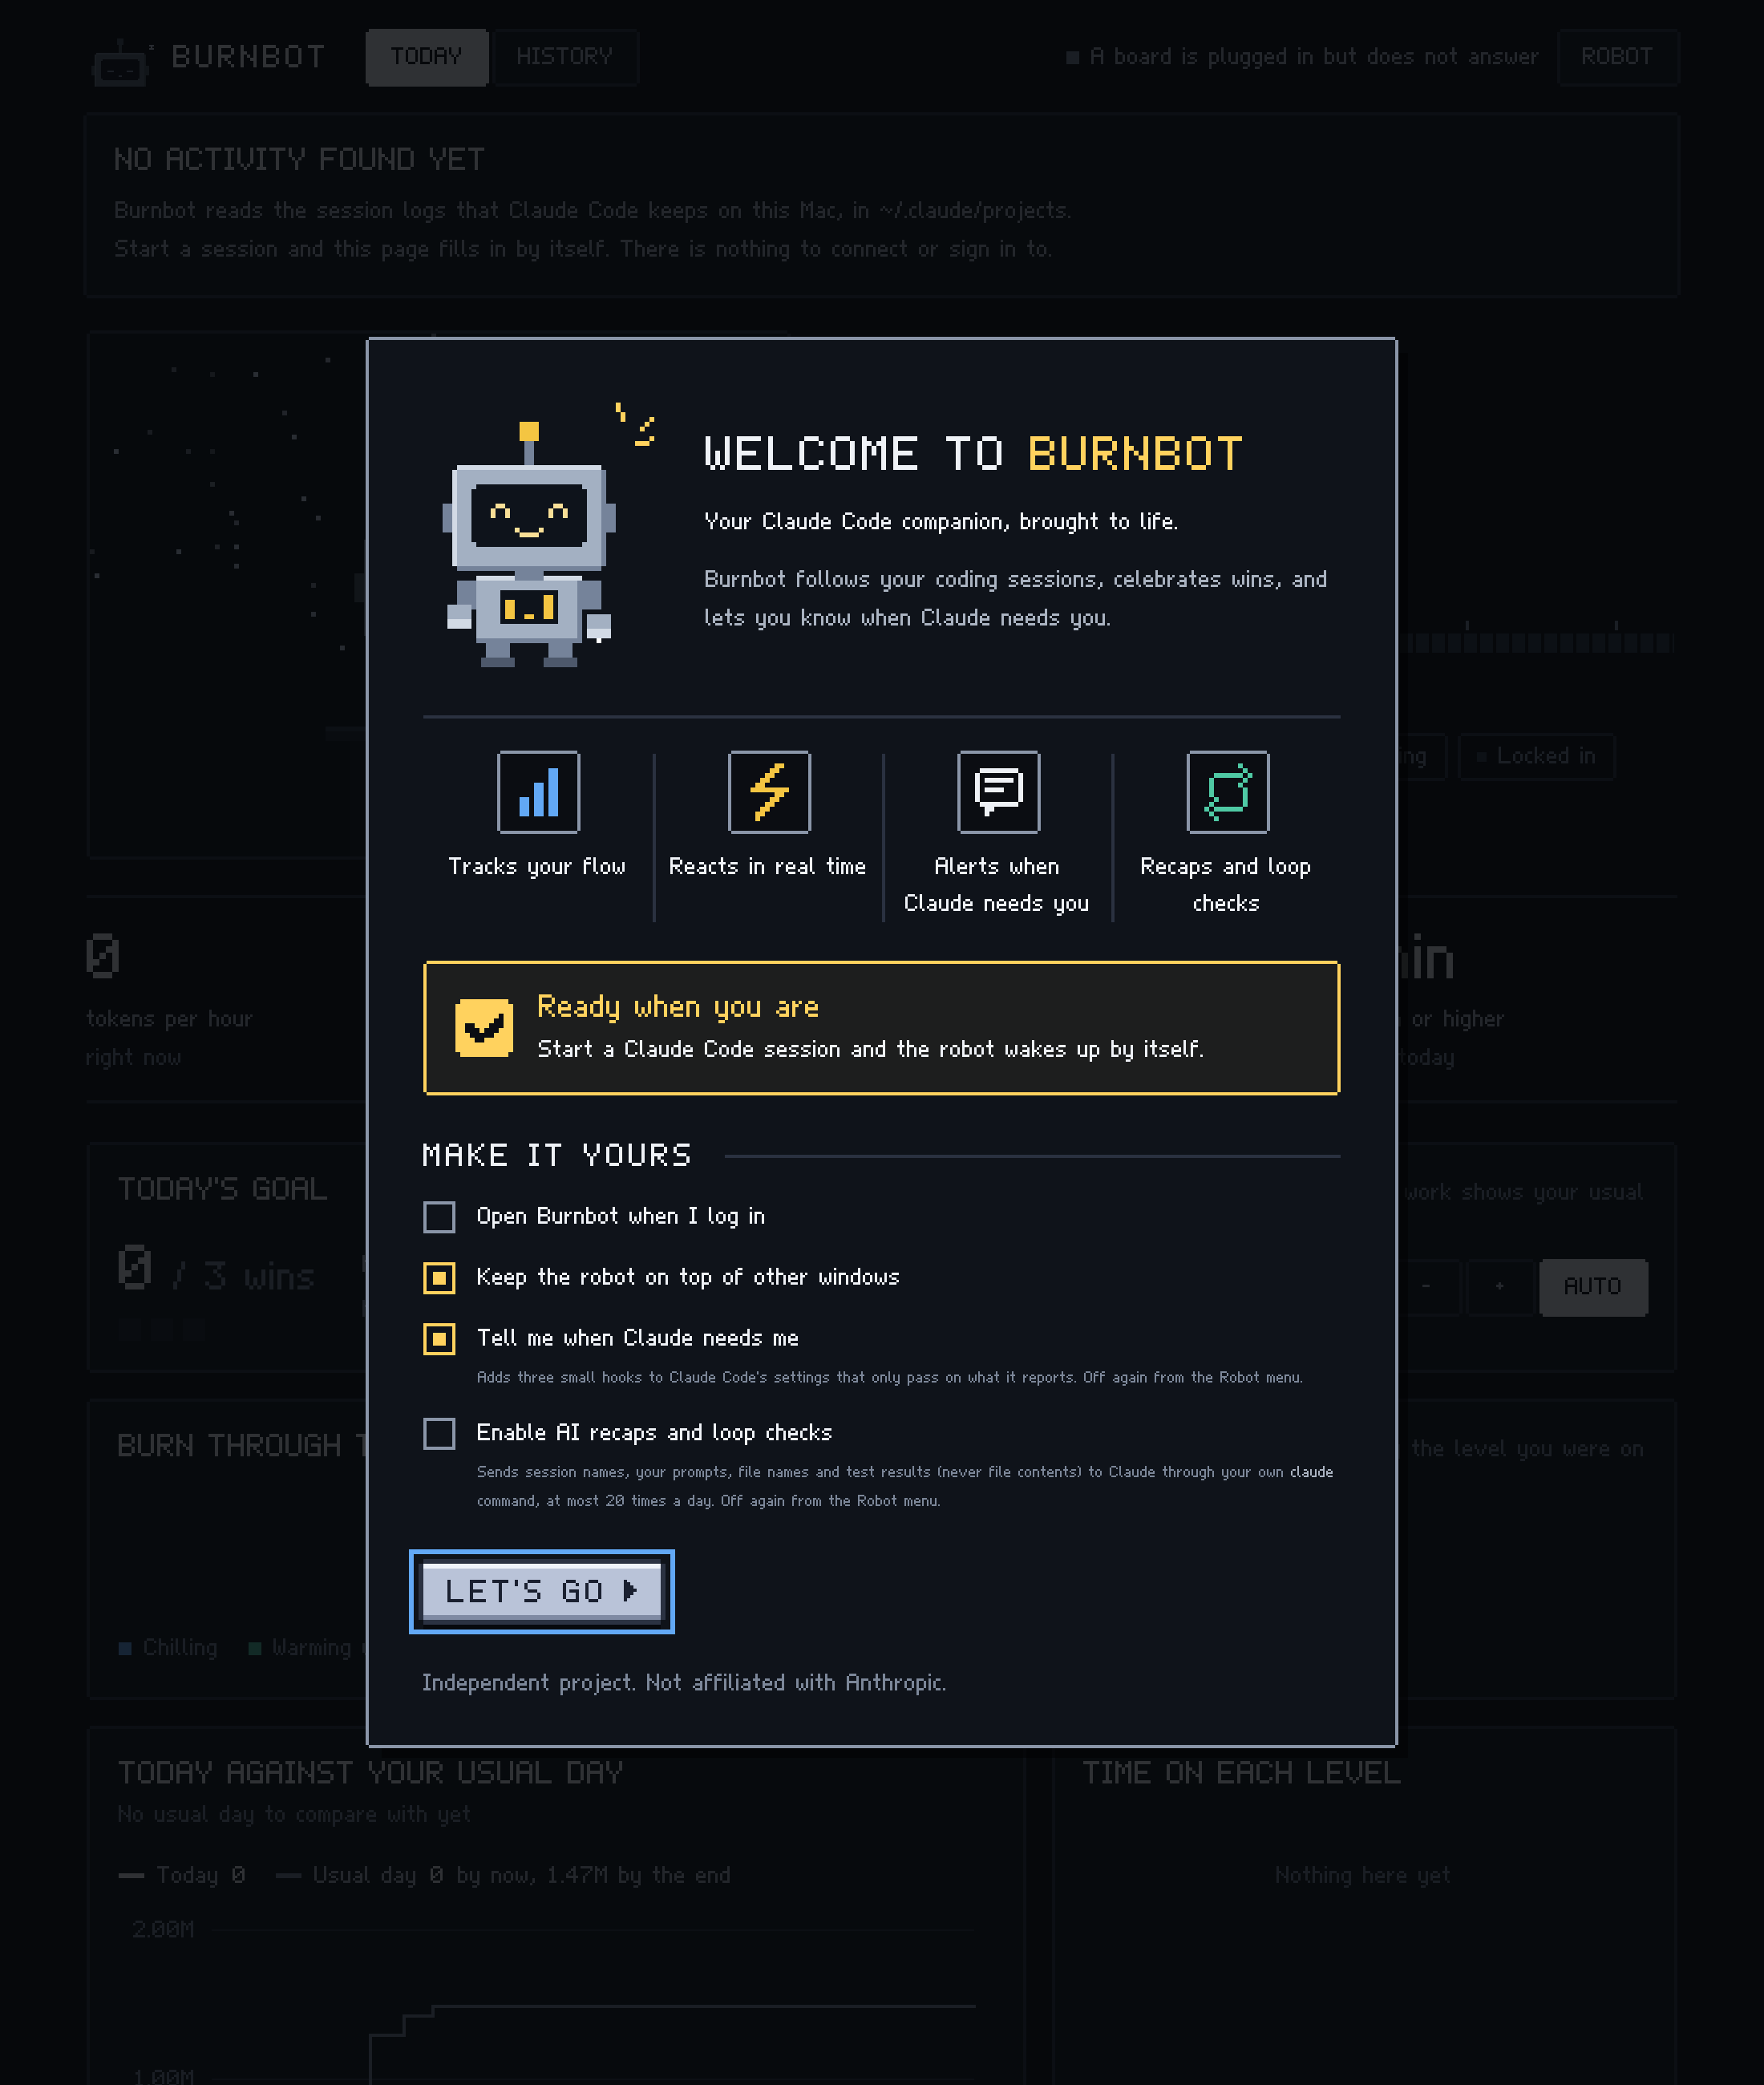 BURNBOT
TODAY
HISTORY
A board is plugged in but does not answer
ROBOT
NO ACTIVITY FOUND YET
Burnbot reads the session logs that Claude Code keeps on this Mac, in ~/.claude/projects.
Start a session and this page fills in by itself. There is nothing to connect or sign in to.
WELCOME TO BURNBOT
Your Claude Code companion, brought to life.
Burnbot follows your coding sessions, celebrates wins, and
lets you know when Claude needs you.
ng
Locked in
Tracks your flow
Reacts in real time
Alerts when
Claude needs you
Recaps and loop
checks
0
tokens per hour
right now
in
or higher
today
Ready when you are
Start a Claude Code session and the robot wakes up by itself.
MAKE IT YOURS
Open Burnbot when I log in
Keep the robot on top of other windows
Tell me when Claude needs me
Adds three small hooks to Claude Code's settings that only pass on what it reports. Off again from the Robot menu.
Enable AI recaps and loop checks
Sends session names, your prompts, file names and test results (never file contents) to Claude through your own claude
command, at most 20 times a day. Off again from the Robot menu.
LET'S GO
Independent project. Not affiliated with Anthropic.
TODAY'S GOAL
0 / 3 wins
work shows your usual
-
+
AUTO
BURN THROUGH T
the level you were on
Chilling
Warming
TODAY AGAINST YOUR USUAL DAY
No usual day to compare with yet
Today 0
Usual day 0 by now, 1.47M by the end
2.00M
1.00M
TIME ON EACH LEVEL
Nothing here yet